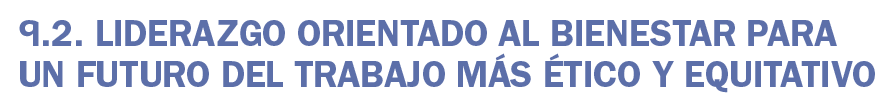 9.2. LIDERAZGO ORIENTADO AL BIENESTAR PARA
UN FUTURO DEL TRABAJO MÁS ÉTICO Y EQUITATIVO